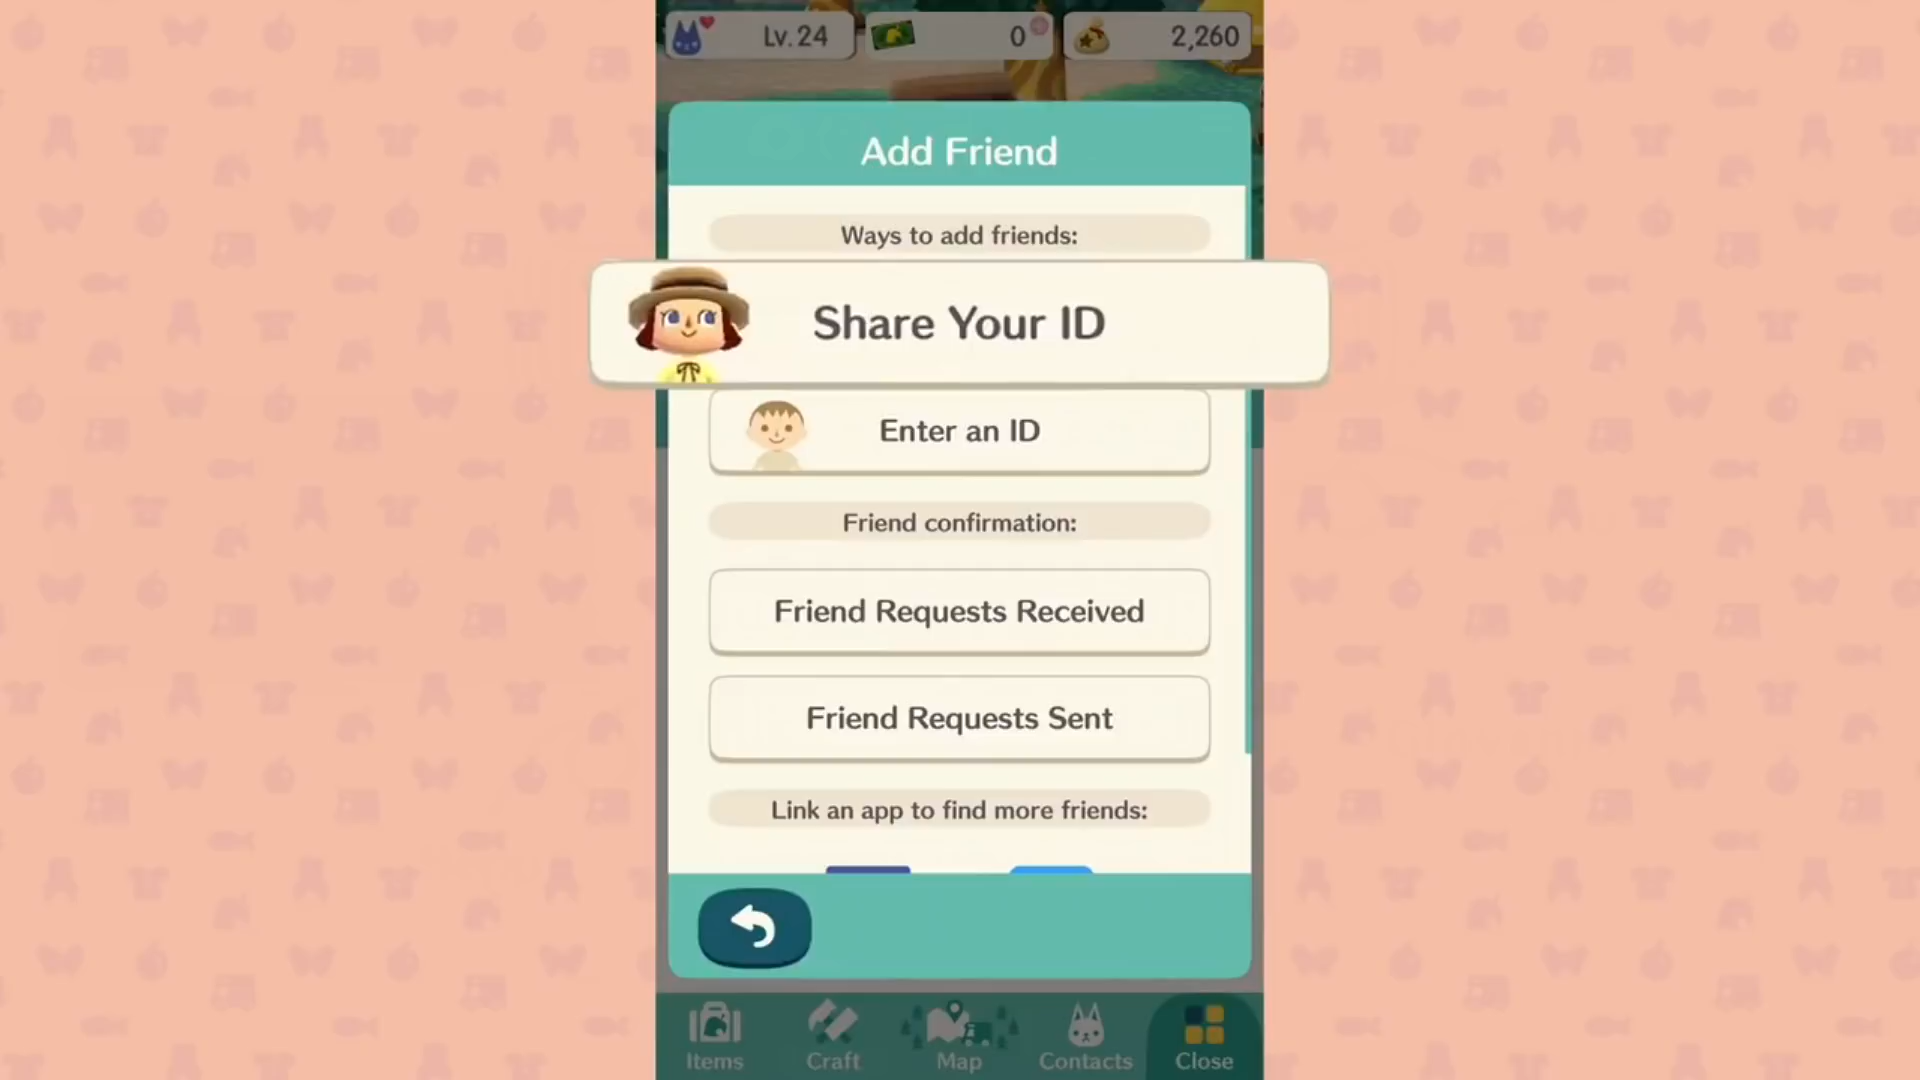 Lv. 24
0
2,260
Add Friend
Ways to add friends:
Share Your ID
Enter an ID
Friend confirmation:
Friend Requests Received
Friend Requests Sent
Link an app to find more friends:
Items
Craft
Map
Contacts
Close